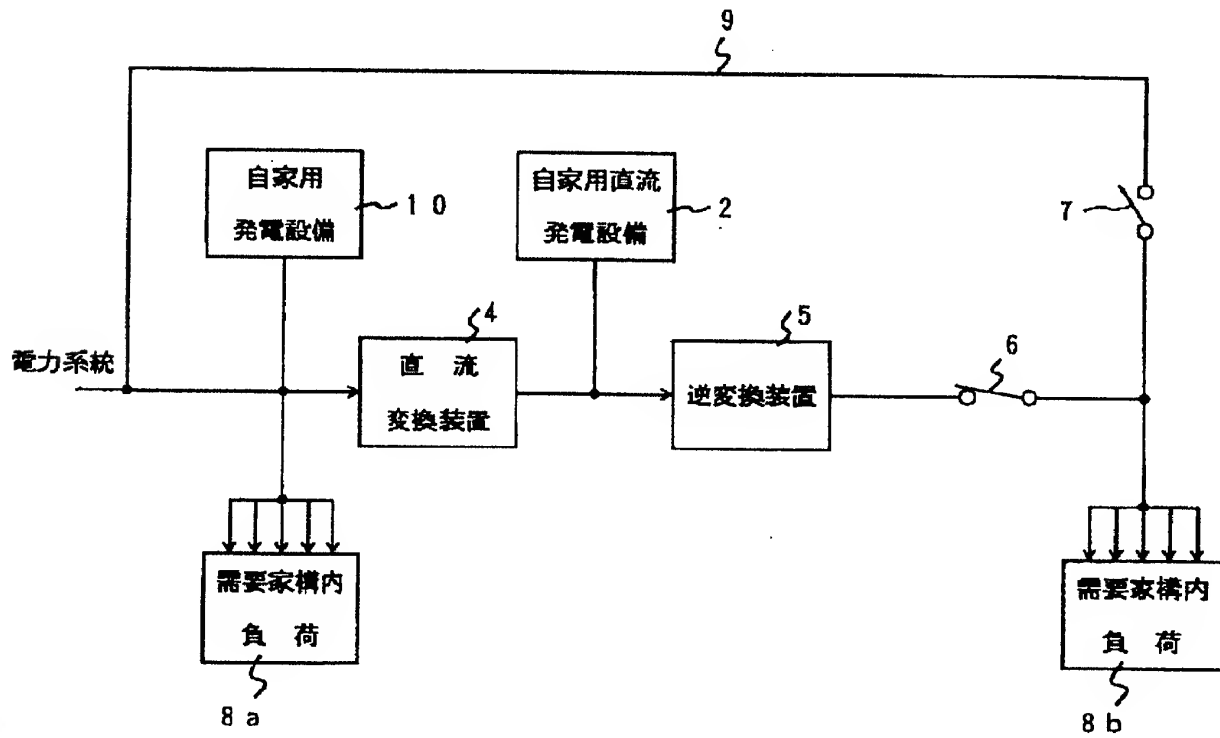 9
自家用
発電設備
10
自家用直流
発電設備
2
7
電力系統
4
直流
変換装置
5
逆変換装置
6
需要家構内
負荷
8a
需要家構内
負荷
8b